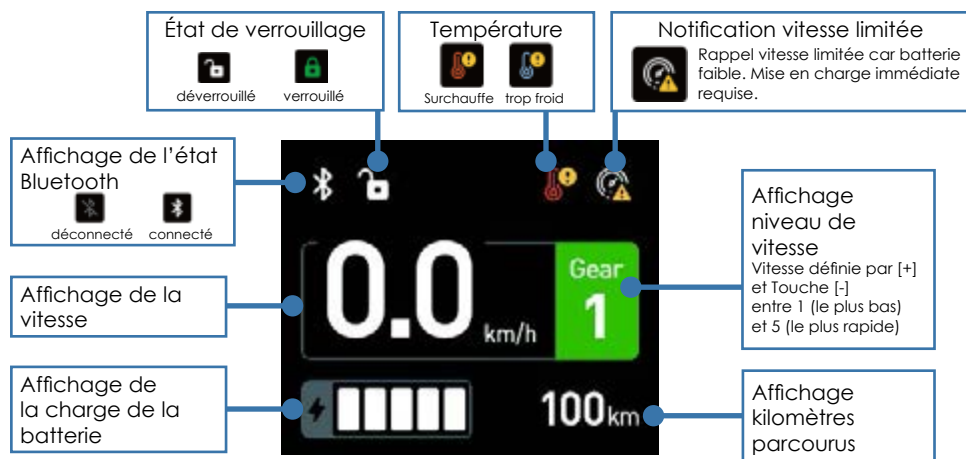 État de verrouillage
déverrouillé
verrouillé
Température
Surchauffe
trop froid
Notification vitesse limitée
Rappel vitesse limitée car batterie
faible. Mise en charge immédiate
requise.
Affichage de l'état
Bluetooth
déconnecté
connecté
Affichage de la
vitesse
Affichage de
la charge de la
batterie
0.0
km/h
Gear
1
100km
Affichage
niveau de
vitesse
Vitesse définie par [+]
et Touche [-]
entre 1 (le plus bas)
et 5 (le plus rapide)
Affichage
kilomètres
parcourus